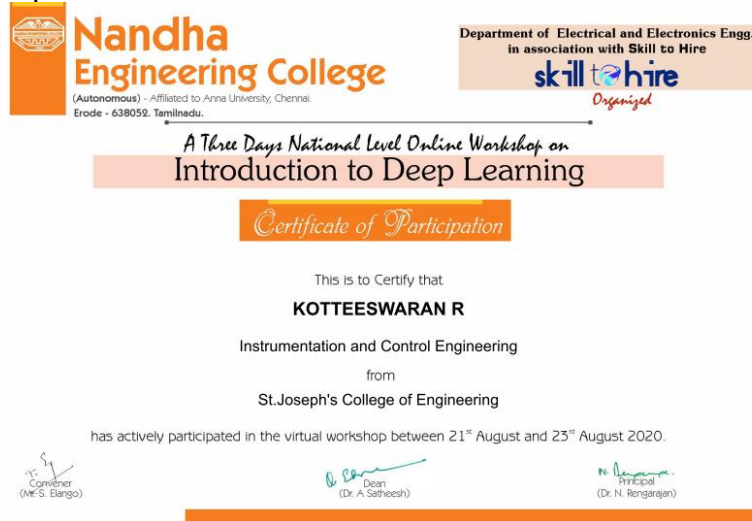 Nandha
Engineering College
(Autonomous) - Affiliated to Anna University, Chennai.
Erode - 638052. Tamilnadu.
Department of Electrical and Electronics Engg.
in association with Skill to Hire
skill to hire
Organized
A Three Days National Level Online Workshop on
Introduction to Deep Learning
Certificate of Participation
This is to Certify that
KOTTEESWARAN R
Instrumentation and Control Engineering
from
St.Joseph's College of Engineering
has actively participated in the virtual workshop between 21st August and 23rd August 2020.
Convener
(Mr. S. Elango)
Dean
(Dr. A Satheesh)
Principal
(Dr. N. Rengarajan)